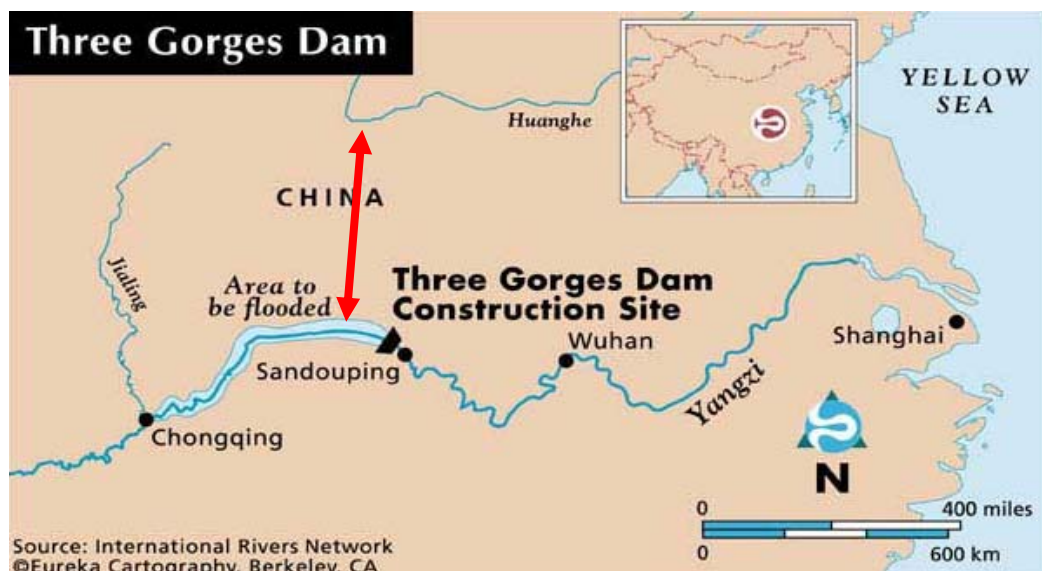 Three Gorges Dam
YELLOW
SEA
Huanghe
CHINA
Jialing
Area to
be flooded
Three Gorges Dam
Construction Site
Wuhan
Shanghai
Sandouping
Yangzi
Chongqing
N
0 400 miles
0 600 km
Source: International Rivers Network
©Eureka Cartography, Berkeley, CA